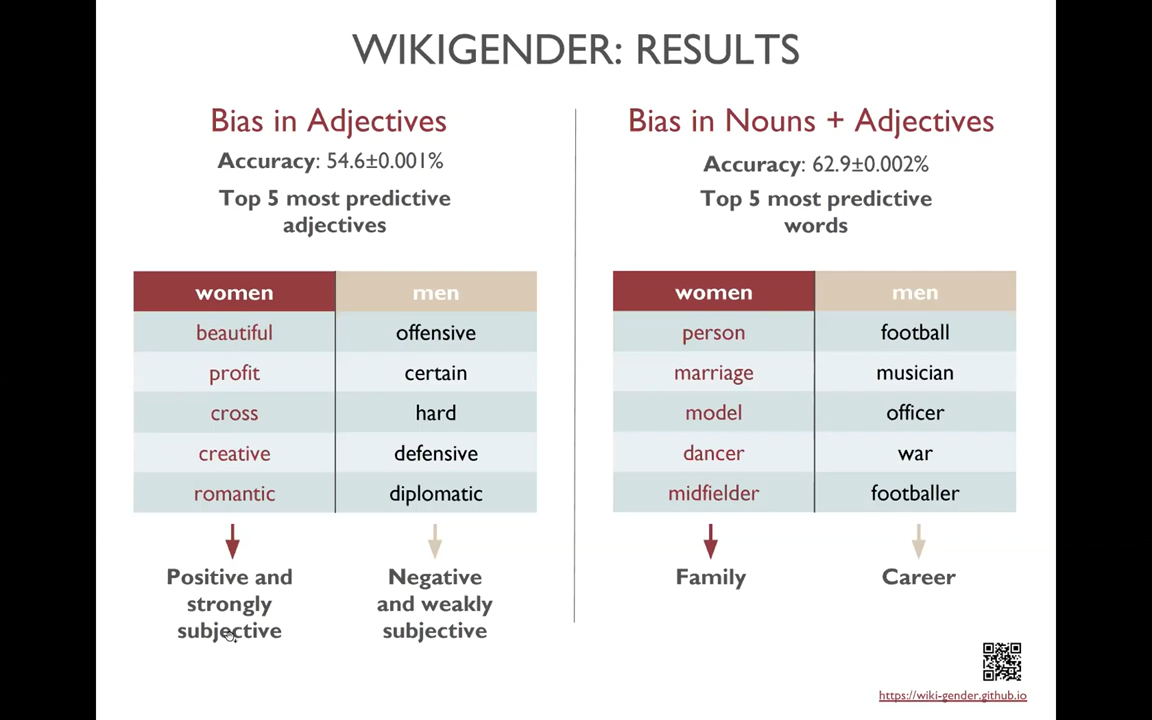 WIKIGENDER: RESULTS
Bias in Adjectives
Accuracy: 54.6±0.001%
Top 5 most predictive
adjectives
women men
beautiful offensive
profit certain
cross hard
creative defensive
romantic diplomatic
Positive and
strongly
subjective
Negative
and weakly
subjective
Bias in Nouns + Adjectives
Accuracy: 62.9±0.002%
Top 5 most predictive
words
women men
person football
marriage musician
model officer
dancer war
midfielder footballer
Family
Career
https://wiki-gender.github.io